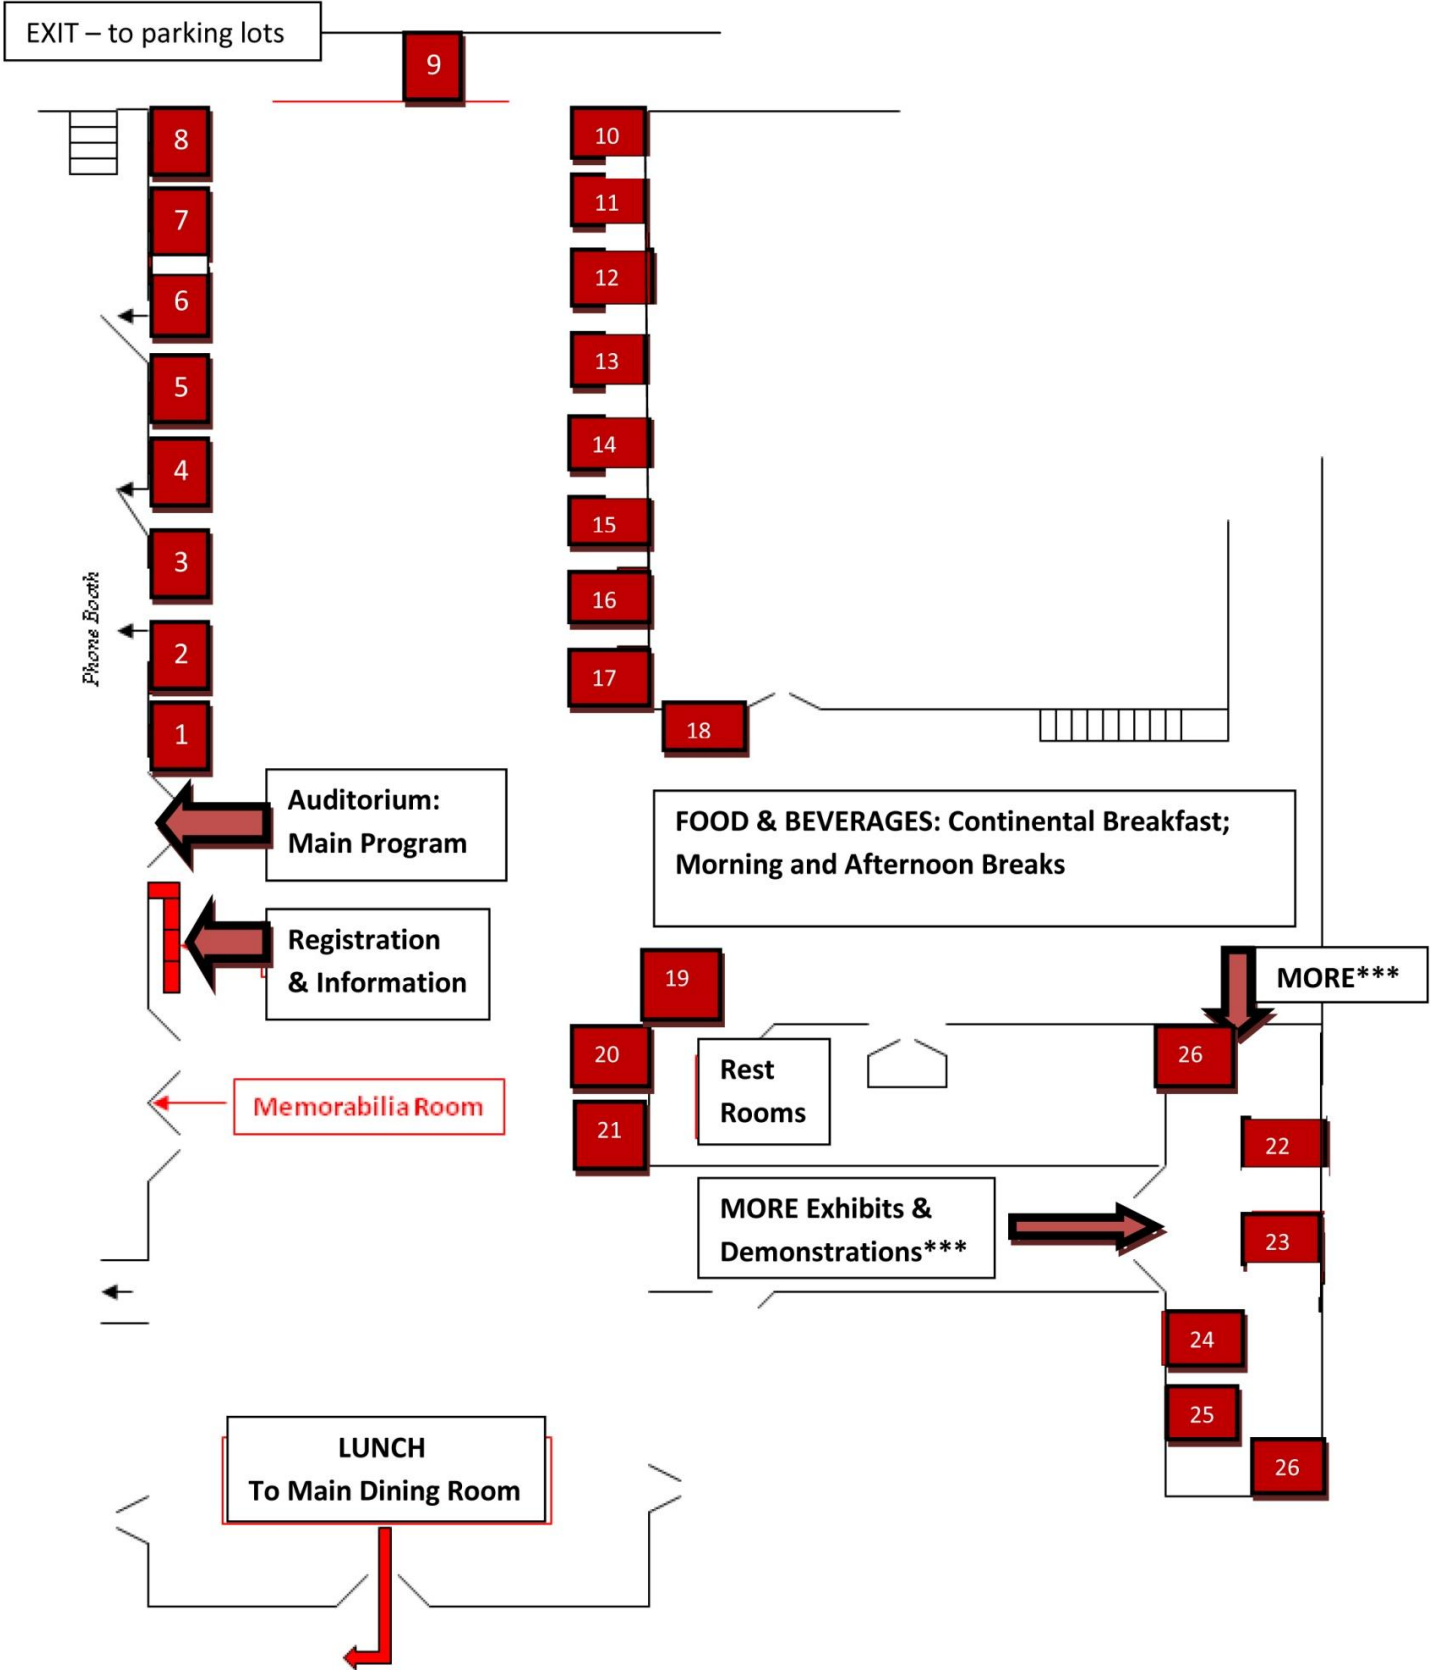 EXIT – to parking lots
9
8
10
7
11
12
6
13
5
14
4
15
3
16
Phone Booth
2
17
1
18
Auditorium:
Main Program
FOOD & BEVERAGES: Continental Breakfast;
Morning and Afternoon Breaks
Registration
& Information
19
MORE***
20
Rest
Rooms
26
Memorabilia Room
21
22
MORE Exhibits &
Demonstrations***
23
24
25
LUNCH
To Main Dining Room
26